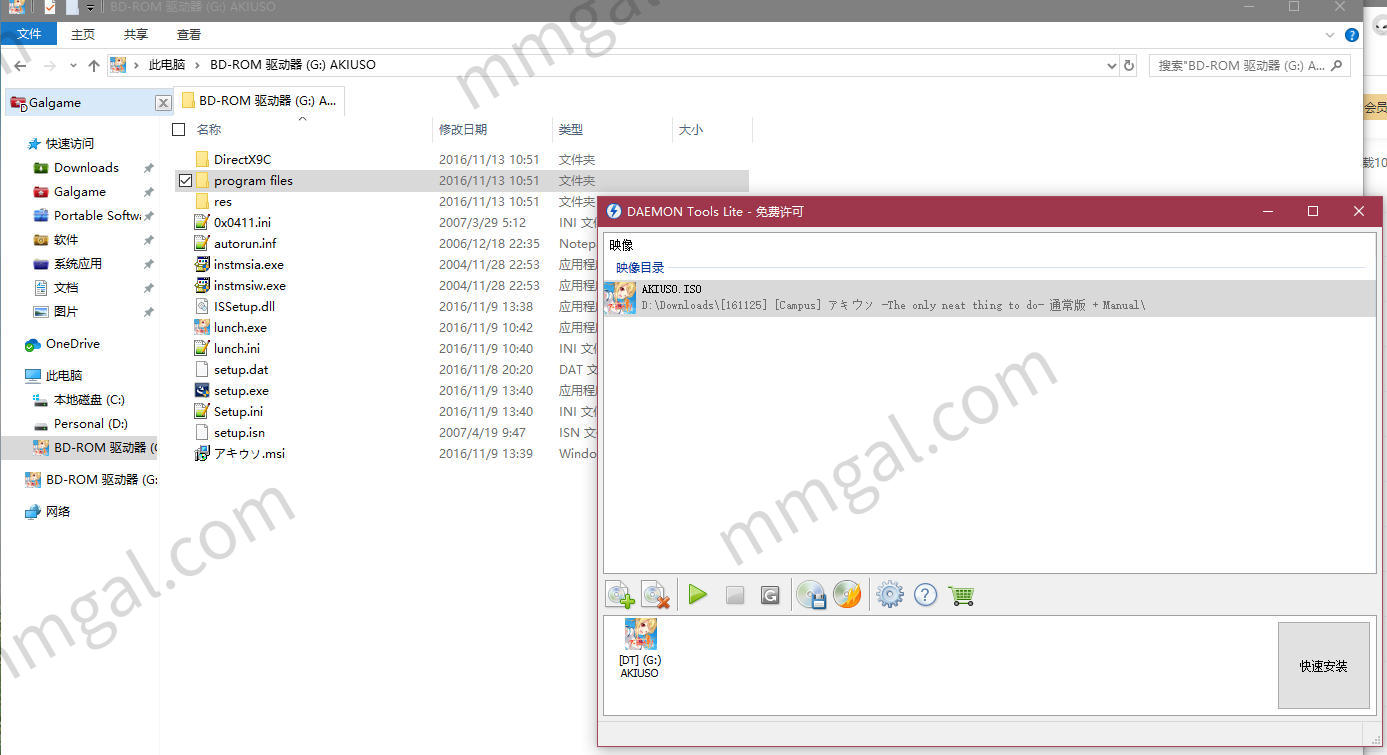 BD-ROM 驱动器 (G:) AKIUSO
文件 主页 共享 查看
此电脑 BD-ROM 驱动器 (G:) AKIUSO
搜索"BD-ROM 驱动器 (G:) A...
Galgame
BD-ROM 驱动器 (G:) A...
会员
名称 修改日期 类型 大小
快速访问
Downloads
Galgame
Portable Softw
软件
系统应用
文档
图片
OneDrive
此电脑
本地磁盘 (C:)
Personal (D:)
BD-ROM 驱动器 (
BD-ROM 驱动器 (G:
网络
DirectX9C 2016/11/13 10:51 文件夹
program files 2016/11/13 10:51 文件夹
res 2016/11/13 10:51 文件夹
0x0411.ini 2007/3/29 5:12 INI 文
autorun.inf 2006/12/18 22:35 Notep
instmsia.exe 2004/11/28 22:53 应用程
instmsiw.exe 2004/11/28 22:53 应用程
ISSetup.dll 2016/11/9 13:38 应用程
lunch.exe 2016/11/9 10:42 应用程
lunch.ini 2016/11/9 10:40 INI 文
setup.dat 2016/11/8 20:20 DAT 文
setup.exe 2016/11/9 13:40 应用程
Setup.ini 2016/11/9 13:40 INI 文
setup.isn 2007/4/19 9:47 ISN 文
アキウソ.msi 2016/11/9 13:39 Windo
载10
DAEMON Tools Lite - 免费许可
映像
映像目录
AKIUSO.ISO
D:\Downloads\[161125] [Campus] アキウソ -The only neat thing to do- 通常版 + Manual\
[DT] (G:)
AKIUSO
快速安装
mmgal.com
mmgal.com
mmgal.com